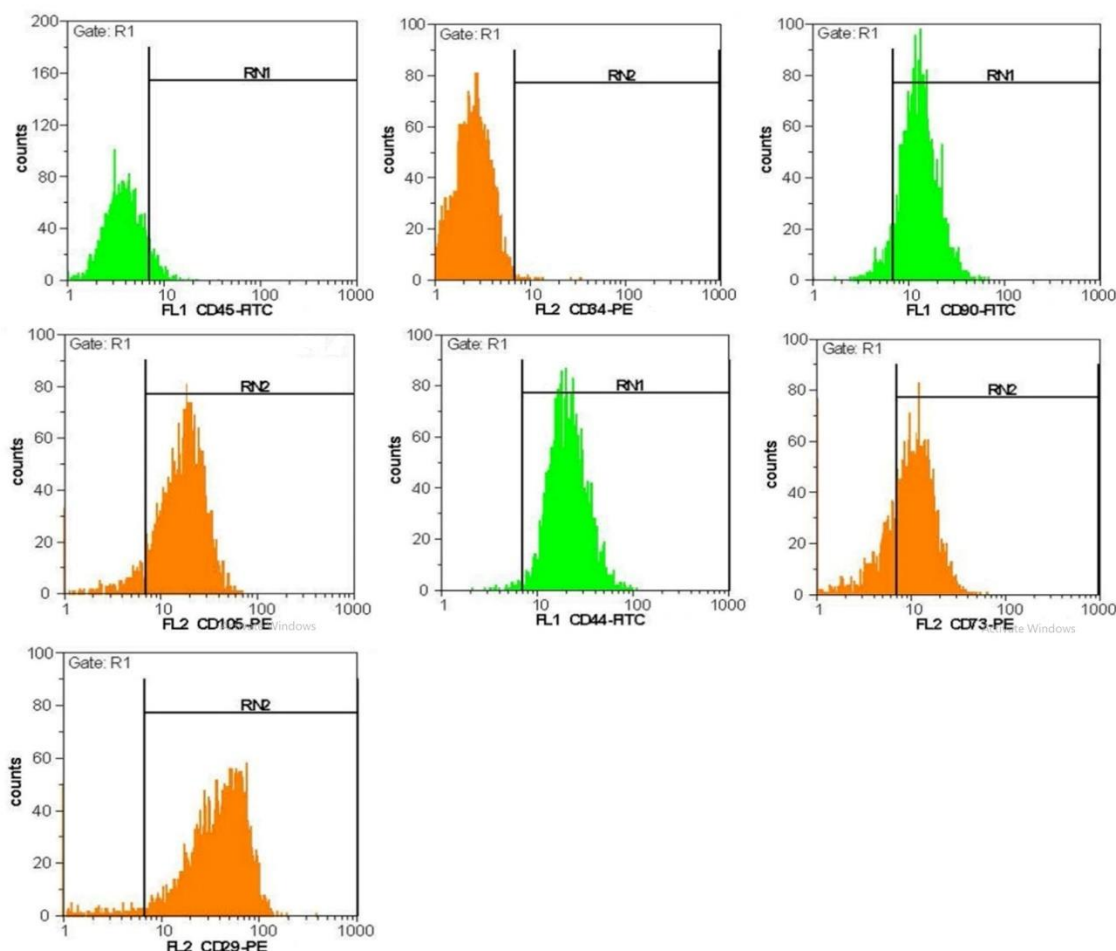 Gate: R1
RN1
200
160
120
80
40
0
counts
1 10 100 1000
FL1 CD45-FITC
Gate: R1
RN2
100
80
60
40
20
0
counts
1 10 100 1000
FL2 CD34-PE
Gate: R1
RN1
100
80
60
40
20
0
counts
1 10 100 1000
FL1 CD90-FITC
Gate: R1
RN2
100
80
60
40
20
0
counts
1 10 100 1000
FL2 CD105-PE
Windows
Gate: R1
RN1
100
80
60
40
20
0
counts
1 10 100 1000
FL1 CD44-FITC
Gate: R1
RN2
100
80
60
40
20
0
counts
1 10 100 1000
FL2 CD73-PE
Activate Windows
Gate: R1
RN2
100
80
60
40
20
0
counts
1 10 100 1000
FL2 CD29-PE